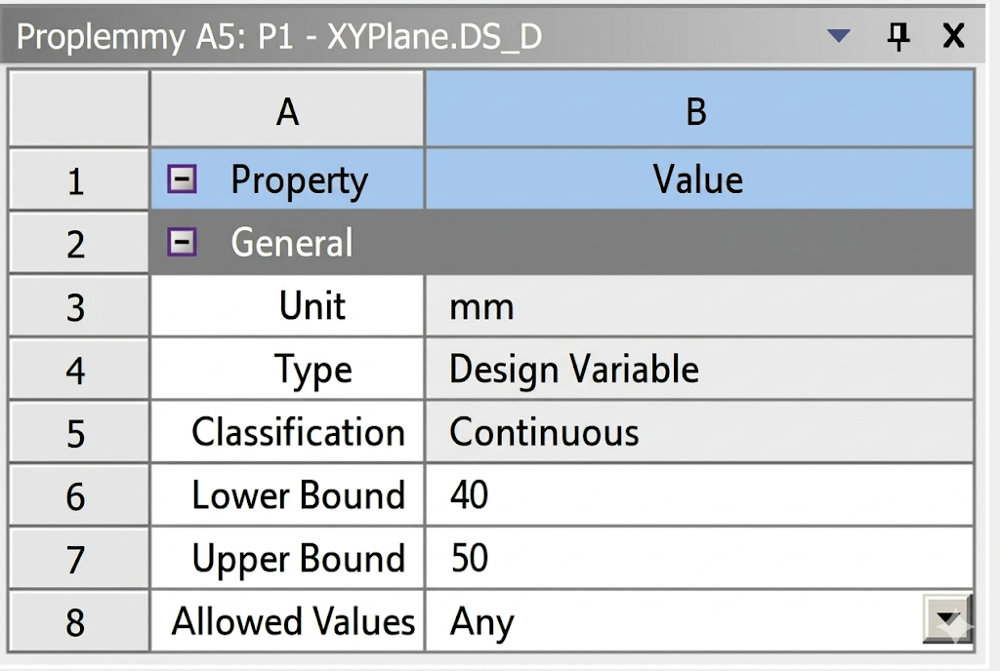 Proplemmy A5: P1 - XYPlane.DS_D
A B
1 Property Value
2 General
3 Unit mm
4 Type Design Variable
5 Classification Continuous
6 Lower Bound 40
7 Upper Bound 50
8 Allowed Values Any